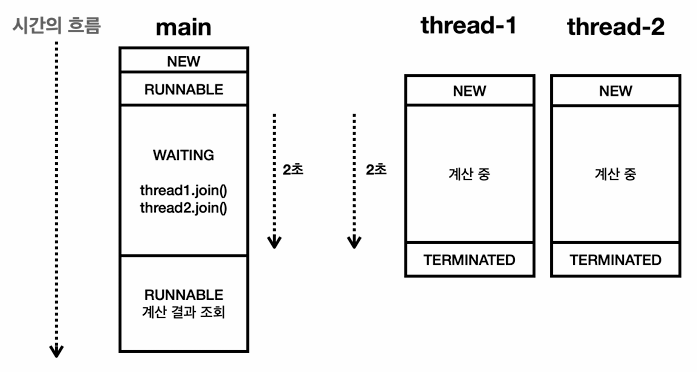 시간의 흐름
main
NEW
RUNNABLE
WAITING
thread1.join()
thread2.join()
RUNNABLE
계산 결과 조회
2초
2초
thread-1
NEW
계산 중
TERMINATED
thread-2
NEW
계산 중
TERMINATED